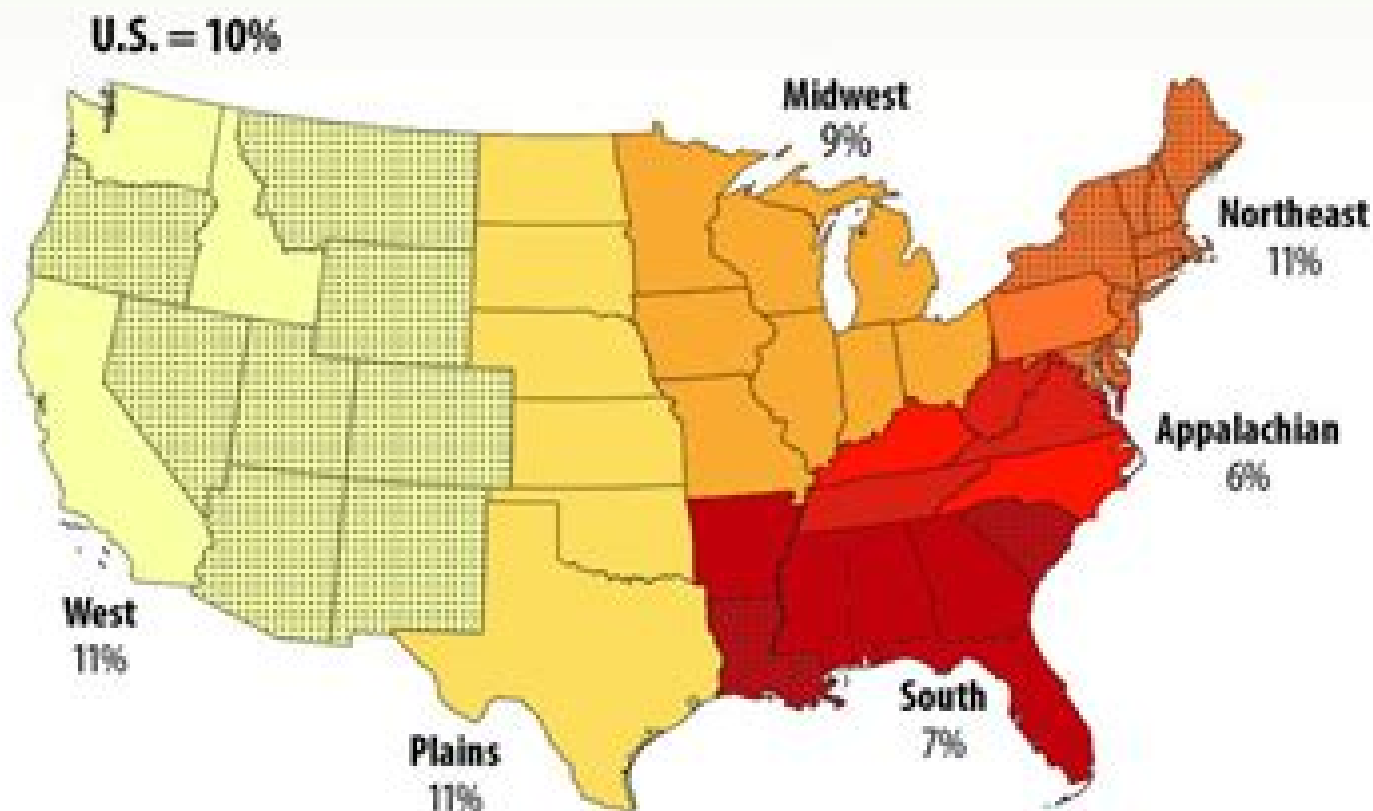 U.S. = 10%
Midwest
9%
Northeast
11%
Appalachian
6%
West
11%
South
7%
Plains
11%